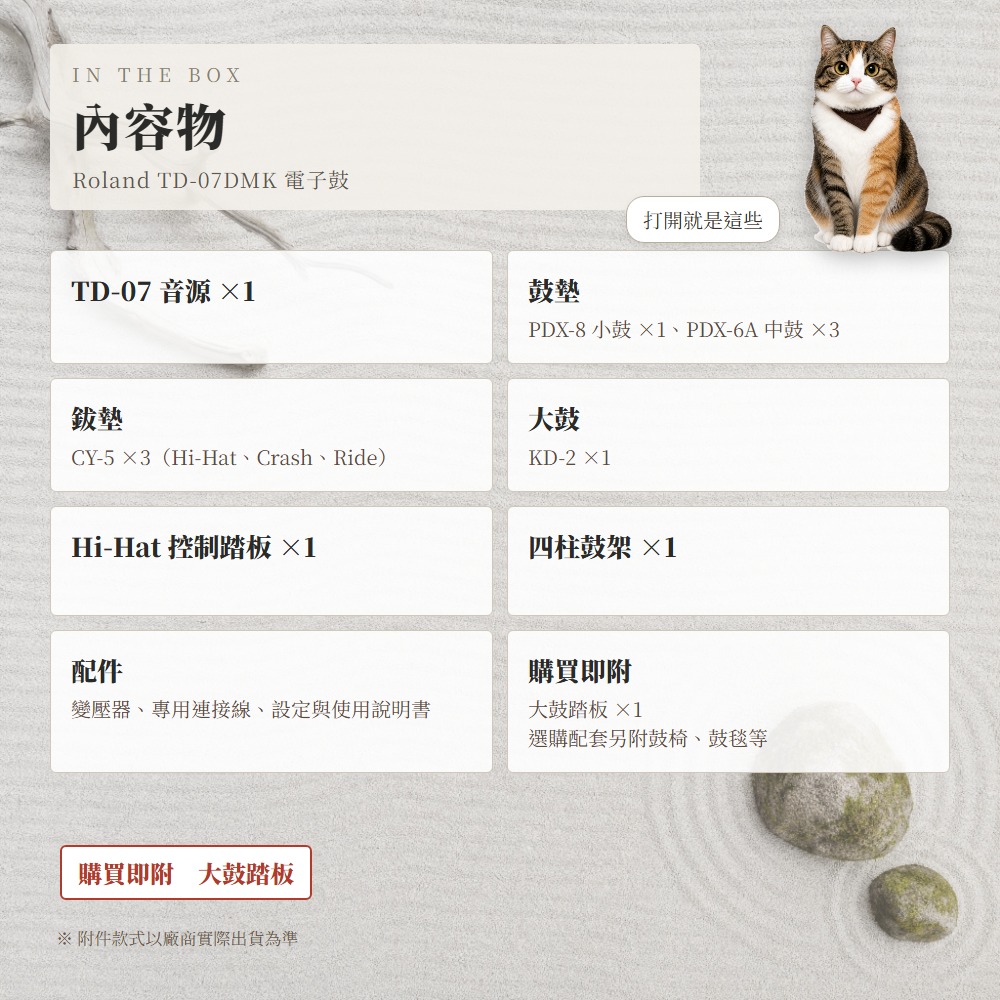 IN THE BOX
內容物
Roland TD-07DMK 電子鼓
打開就是這些
TD-07 音源 ×1
鼓墊
PDX-8 小鼓 ×1、PDX-6A 中鼓 ×3
鈸墊
CY-5 ×3（Hi-Hat、Crash、Ride）
大鼓
KD-2 ×1
Hi-Hat 控制踏板 ×1
四柱鼓架 ×1
配件
變壓器、專用連接線、設定與使用說明書
購買即附
大鼓踏板 ×1
選購配套另附鼓椅、鼓毯等
購買即附　大鼓踏板
※ 附件款式以廠商實際出貨為準